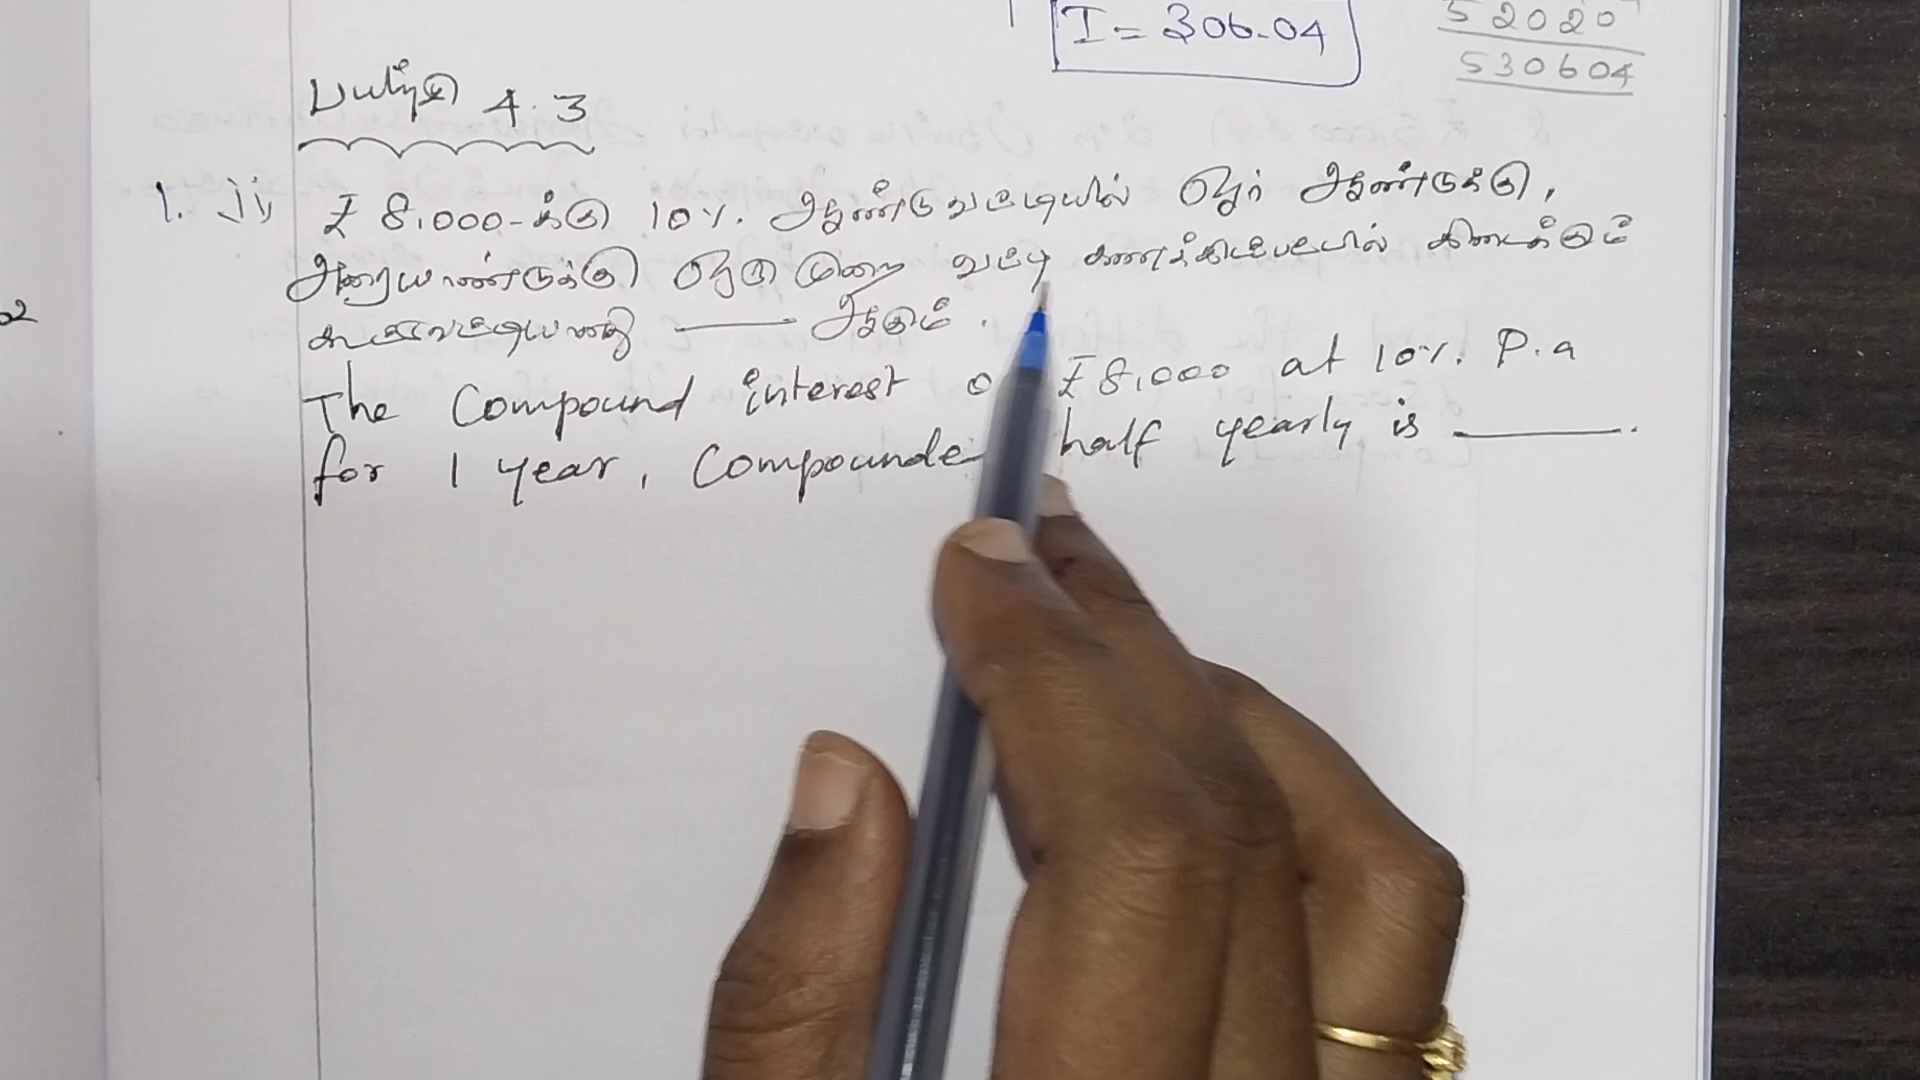 I = 306.04
52020
530604
பயிற்சி 4.3
1. ii) ₹ 8,000-க்கு 10%. ஆண்டு வட்டியில் ஓர் ஆண்டுக்கு,
அரையாண்டுக்கு ஒரு முறை வட்டி கணக்கிடப்பட்டில் கிடைக்கும்
கூட்டுவட்டியானது ——— ஆகும்.
The Compound interest o ₹ 8,000 at 10%. P.a
for 1 year, Compounde half yearly is ———.